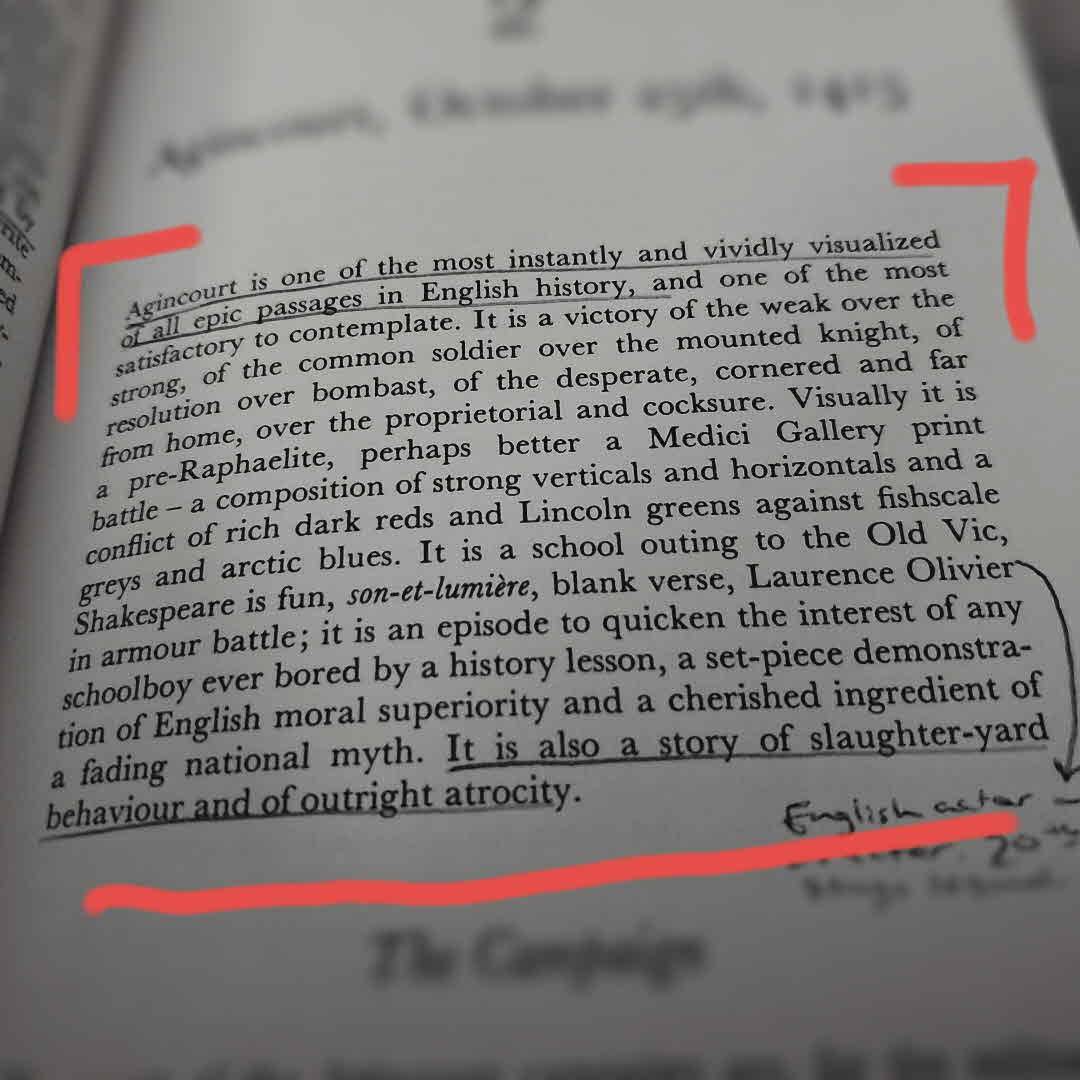 2
Agincourt, October 25th, 1415
Agincourt is one of the most instantly and vividly visualized
of all epic passages in English history, and one of the most
satisfactory to contemplate. It is a victory of the weak over the
strong, of the common soldier over the mounted knight, of
resolution over bombast, of the desperate, cornered and far
from home, over the proprietorial and cocksure. Visually it is
a pre-Raphaelite, perhaps better a Medici Gallery print
battle – a composition of strong verticals and horizontals and a
conflict of rich dark reds and Lincoln greens against fishscale
greys and arctic blues. It is a school outing to the Old Vic,
Shakespeare is fun, son-et-lumière, blank verse, Laurence Olivier
in armour battle; it is an episode to quicken the interest of any
schoolboy ever bored by a history lesson, a set-piece demonstra-
tion of English moral superiority and a cherished ingredient of
a fading national myth. It is also a story of slaughter-yard
behaviour and of outright atrocity.
English actor –
20th
The Campaign